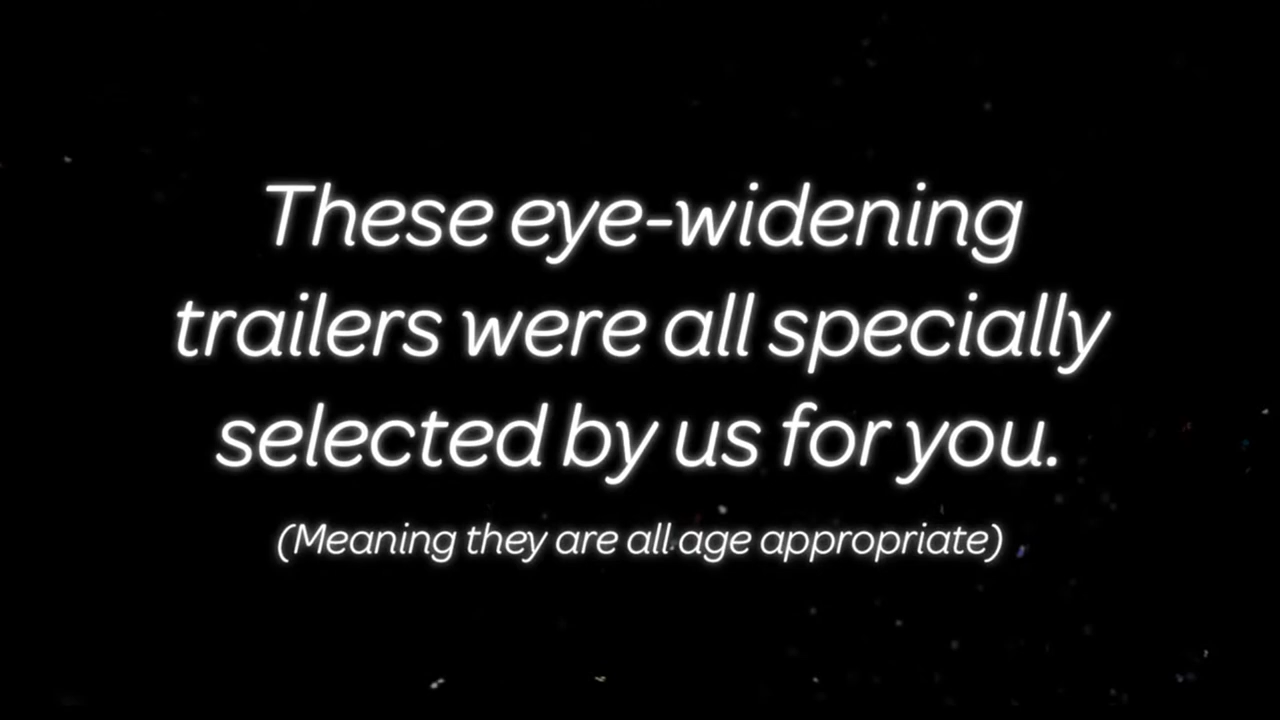 These eye-widening
trailers were all specially
selected by us for you.
(Meaning they are all age appropriate)